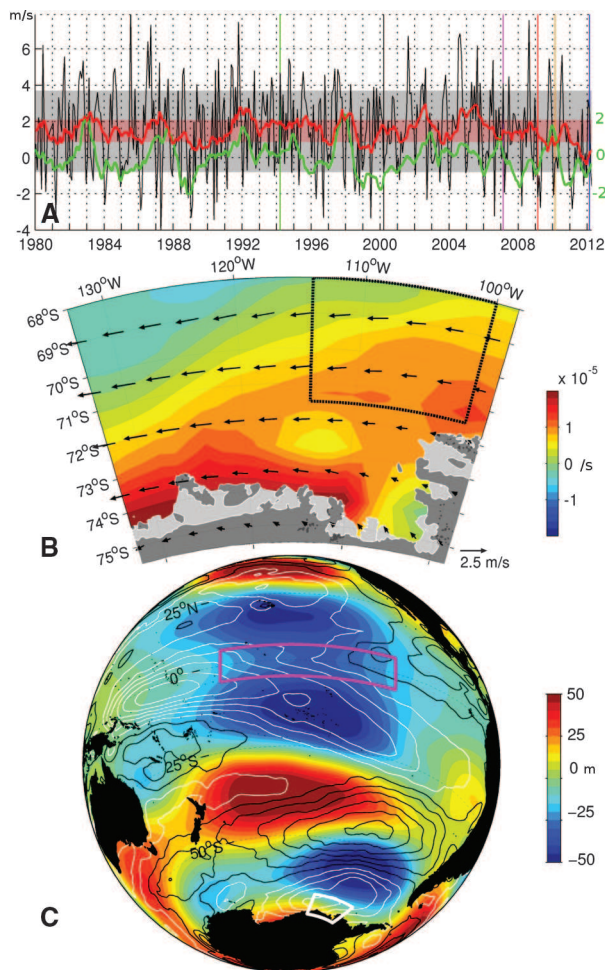 m/s
8
6
4
2
0
-2
-4
2
0
-2
A
1980 1984 1988 1992 1996 2000 2004 2008 2012
130°W 120°W 110°W 100°W
68°S
69°S
70°S
71°S
72°S
73°S
74°S
75°S
x 10⁻⁵
1
0 /s
-1
B
2.5 m/s
25°N
0°
25°S
50°S
50
25
0 m
−25
−50
C